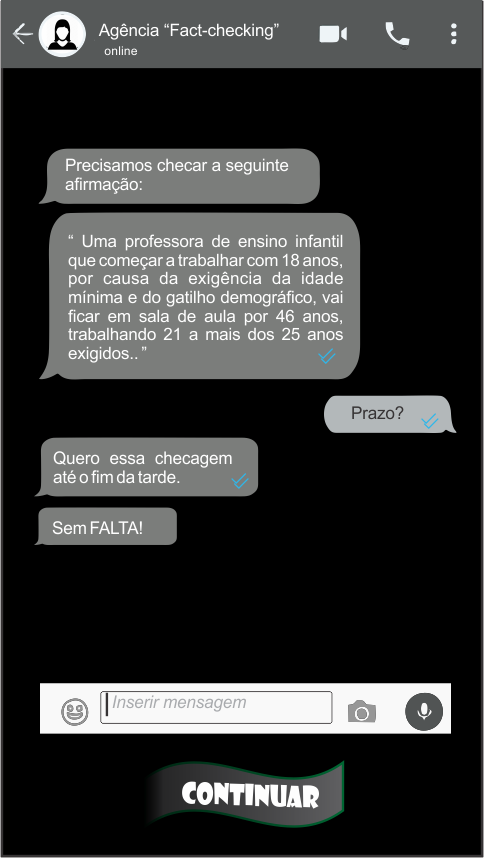 Agência “Fact-checking”
online
Precisamos checar a seguinte
afirmação:
“ Uma professora de ensino infantil
que começar a trabalhar com 18 anos,
por causa da exigência da idade
mínima e do gatilho demográfico, vai
ficar em sala de aula por 46 anos,
trabalhando 21 a mais dos 25 anos
exigidos.. ”
Prazo?
Quero essa checagem
até o fim da tarde.
Sem FALTA!
Inserir mensagem
CONTINUAR